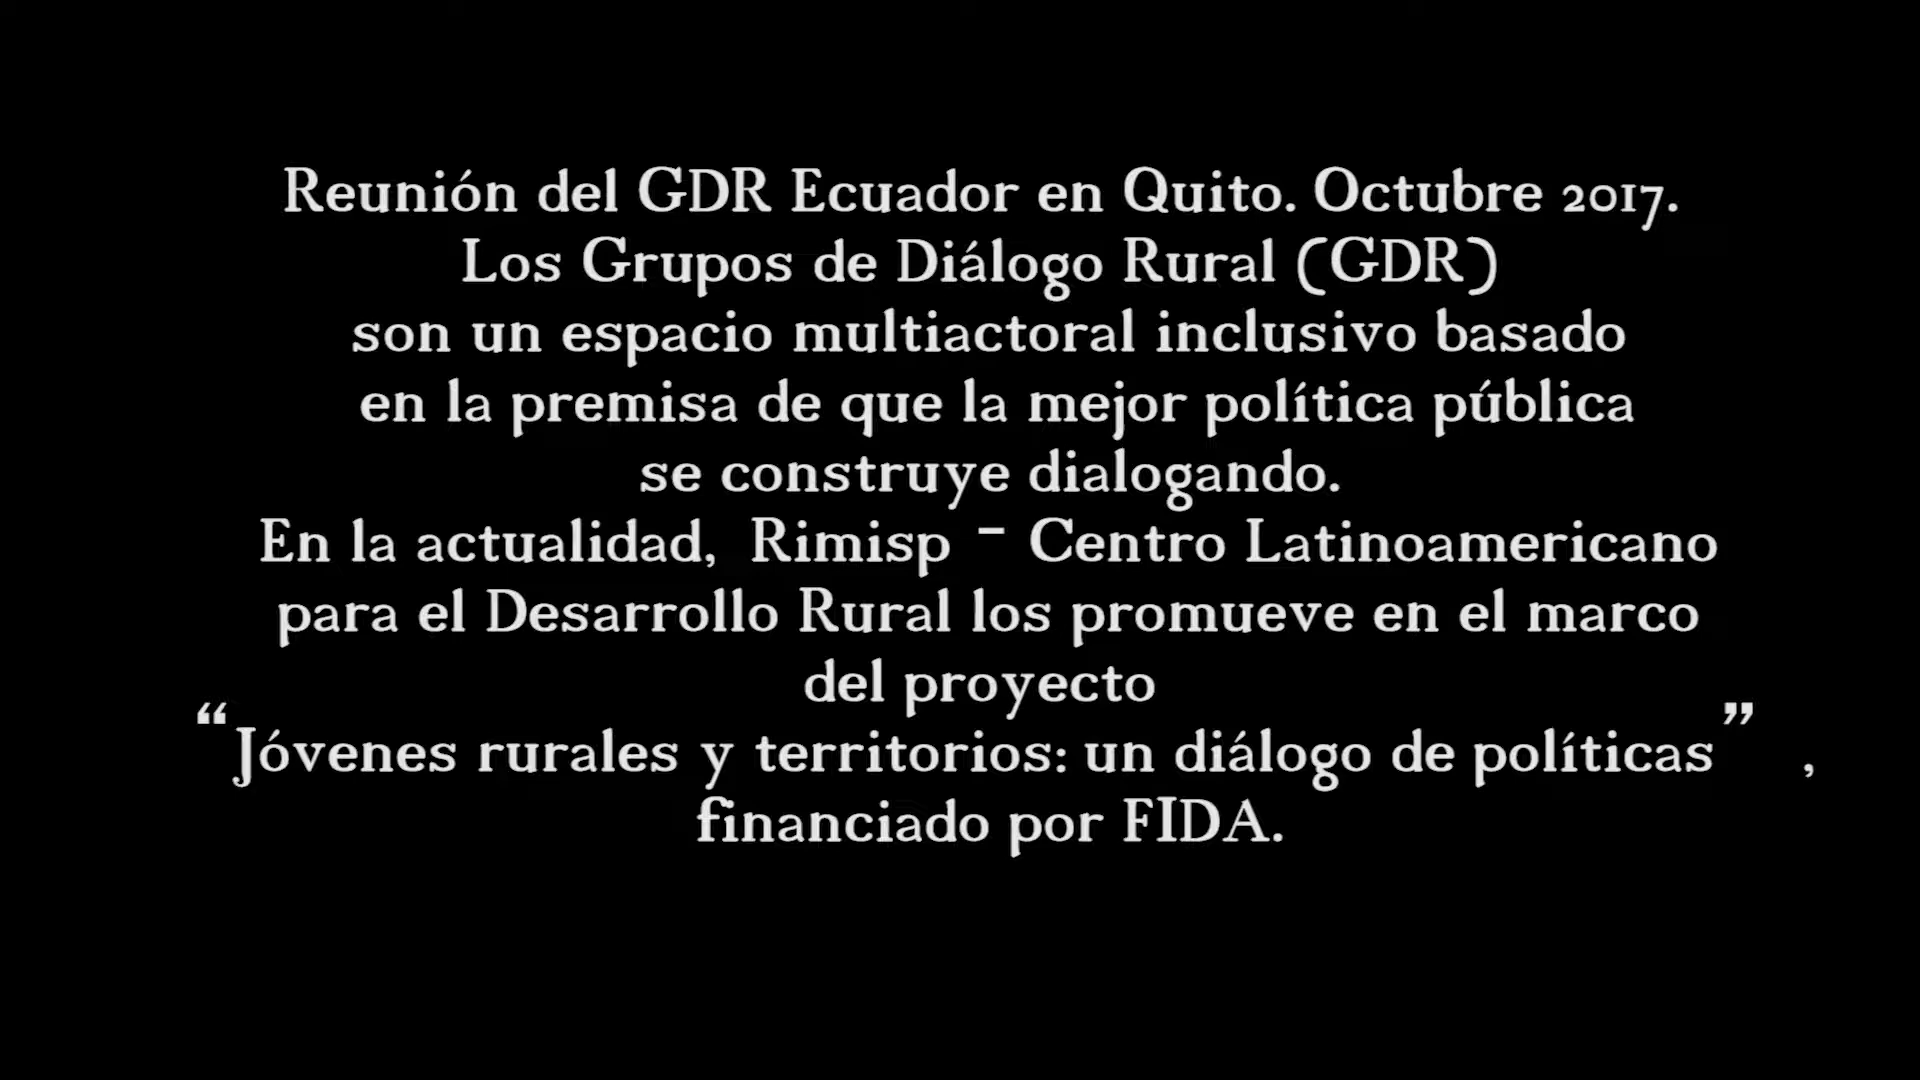 Reunión del GDR Ecuador en Quito. Octubre 2017.
Los Grupos de Diálogo Rural (GDR)
son un espacio multiactoral inclusivo basado
en la premisa de que la mejor política pública
se construye dialogando.
En la actualidad, Rimisp - Centro Latinoamericano
para el Desarrollo Rural los promueve en el marco
del proyecto
“Jóvenes rurales y territorios: un diálogo de políticas” ,
financiado por FIDA.